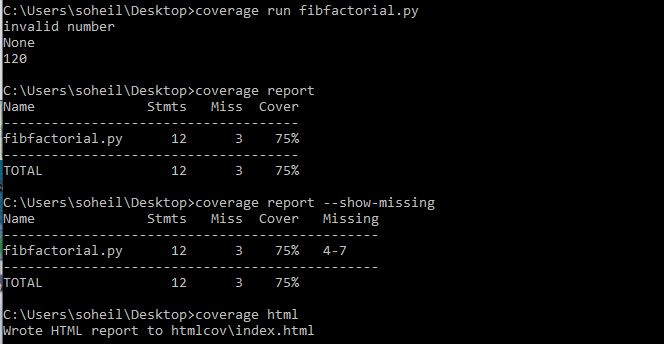 C:\Users\soheil\Desktop>coverage run fibfactorial.py
invalid number
None
120
C:\Users\soheil\Desktop>coverage report
Name              Stmts   Miss  Cover
-------------------------------------
fibfactorial.py      12      3    75%
-------------------------------------
TOTAL                12      3    75%
C:\Users\soheil\Desktop>coverage report --show-missing
Name              Stmts   Miss  Cover   Missing
-----------------------------------------------
fibfactorial.py      12      3    75%   4-7
-----------------------------------------------
TOTAL                12      3    75%
C:\Users\soheil\Desktop>coverage html
Wrote HTML report to htmlcov\index.html